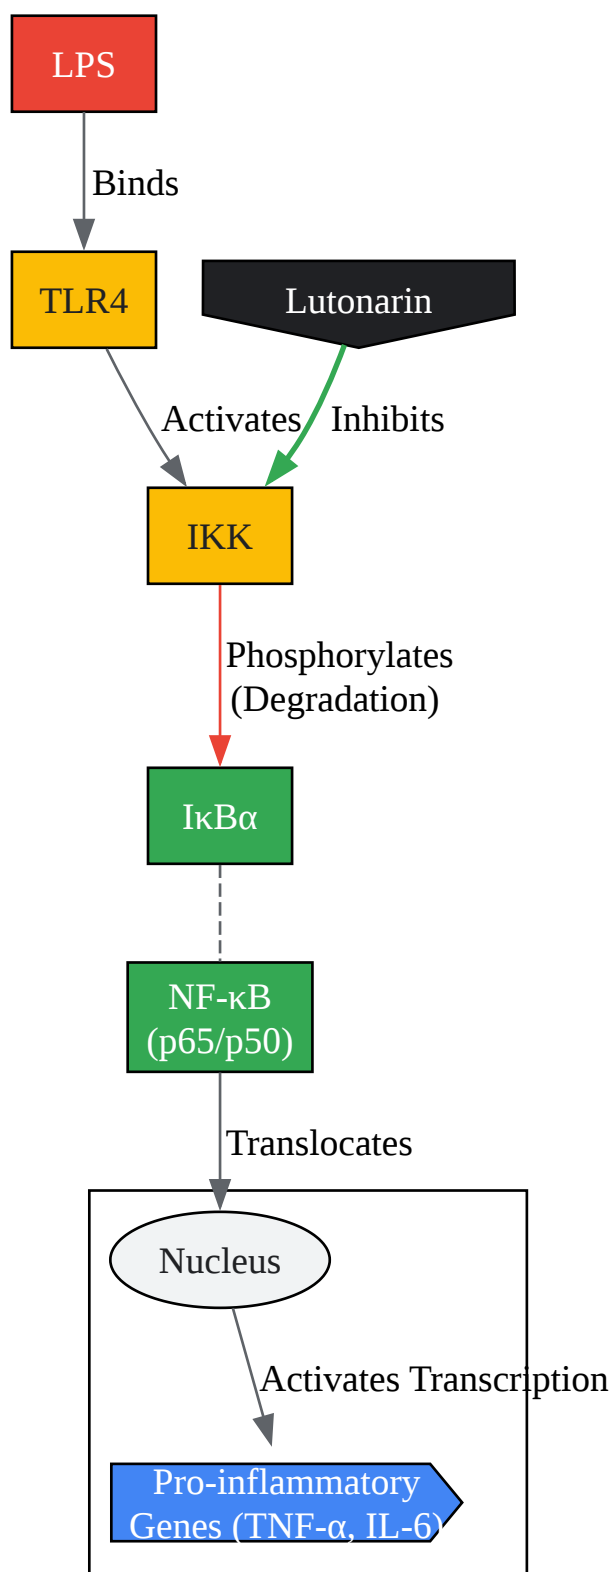 LPS
Binds
TLR4
Lutonarin
Activates
Inhibits
IKK
Phosphorylates
(Degradation)
IκBα
NF-κB
(p65/p50)
Translocates
Nucleus
Activates Transcription
Pro-inflammatory
Genes (TNF-α, IL-6)